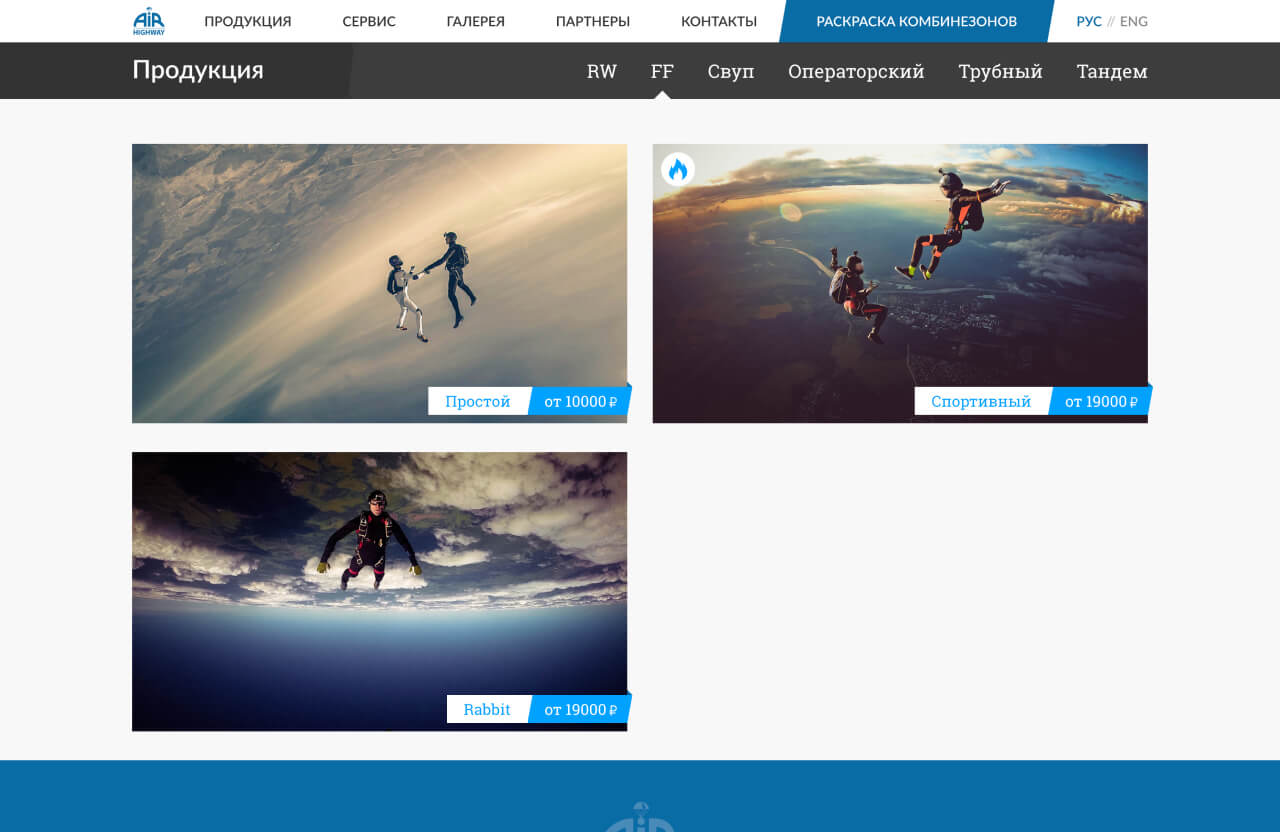 AIR
HIGHWAY
ПРОДУКЦИЯ СЕРВИС ГАЛЕРЕЯ ПАРТНЕРЫ КОНТАКТЫ РАСКРАСКА КОМБИНЕЗОНОВ РУС // ENG
Продукция RW FF Свуп Операторский Трубный Тандем
Простой от 10000 ₽
Спортивный от 19000 ₽
Rabbit от 19000 ₽
AIR